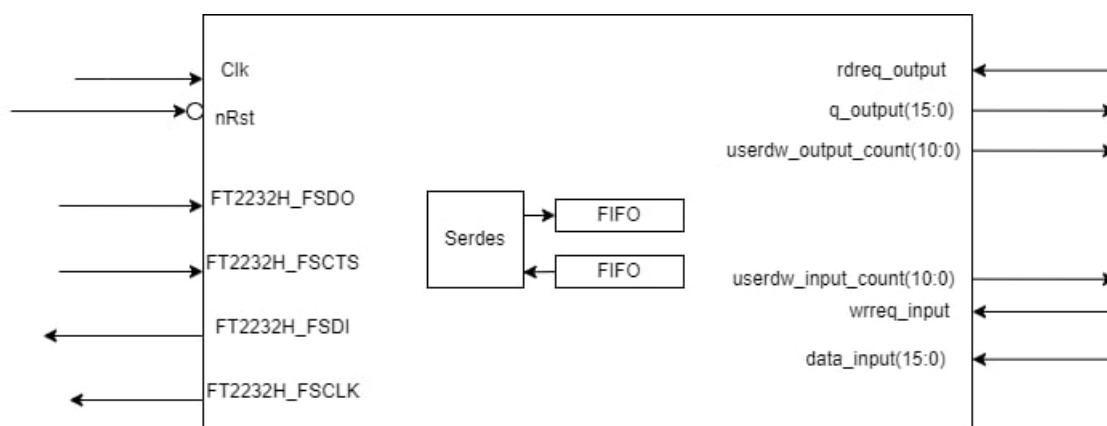 Clk
nRst
FT2232H_FSDO
FT2232H_FSCTS
FT2232H_FSDI
FT2232H_FSCLK
Serdes
FIFO
FIFO
rdreq_output
q_output(15:0)
userdw_output_count(10:0)
userdw_input_count(10:0)
wrreq_input
data_input(15:0)